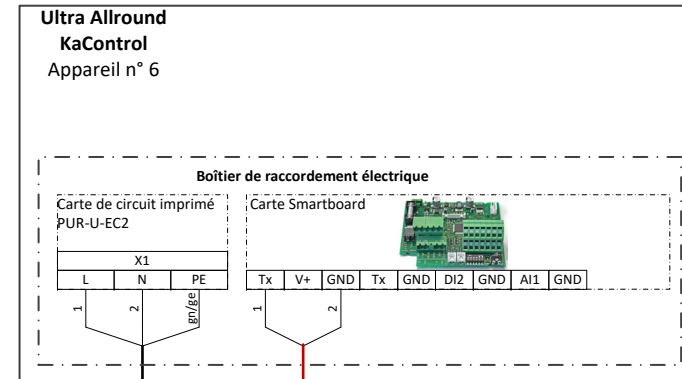 Ultra Allround
KaControl
Appareil n° 6
Boîtier de raccordement électrique
Carte de circuit imprimé
PUR-U-EC2
Carte Smartboard
X1
L N PE
Tx V+ GND Tx GND DI2 GND AI1 GND
1 2 gn/ge 1 2